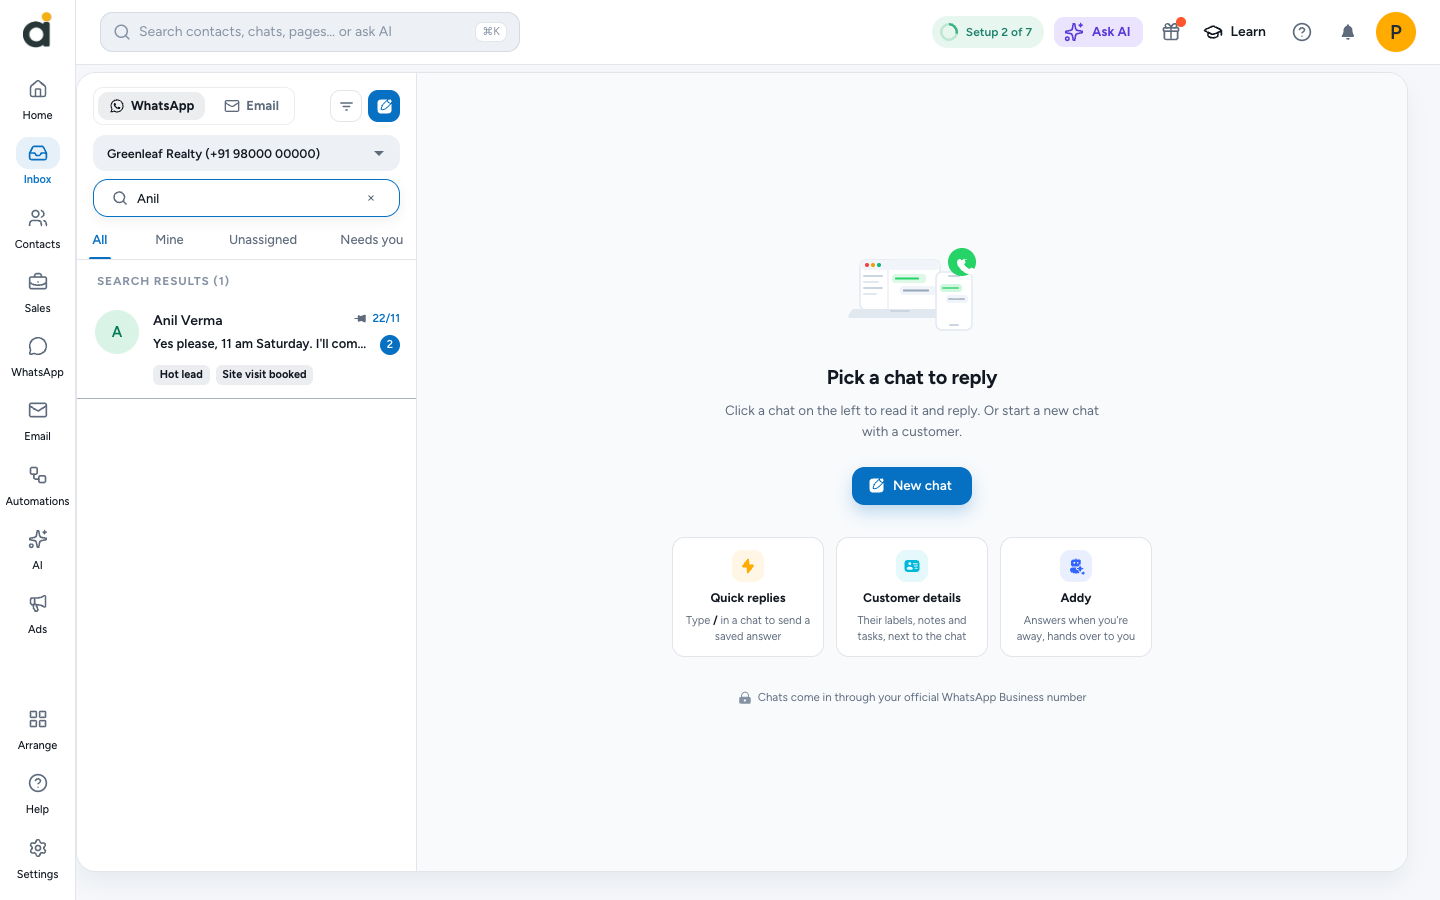 Search contacts, chats, pages... or ask AI
⌘K
Setup 2 of 7
Ask AI
Learn
P
Home
Inbox
Contacts
Sales
WhatsApp
Email
Automations
AI
Ads
Arrange
Help
Settings
WhatsApp
Email
Greenleaf Realty (+91 98000 00000)
Anil
All
Mine
Unassigned
Needs you
SEARCH RESULTS (1)
A
Anil Verma
22/11
Yes please, 11 am Saturday. I'll com...
2
Hot lead
Site visit booked
Pick a chat to reply
Click a chat on the left to read it and reply. Or start a new chat
with a customer.
New chat
Quick replies
Type / in a chat to send a
saved answer
Customer details
Their labels, notes and
tasks, next to the chat
Addy
Answers when you're
away, hands over to you
Chats come in through your official WhatsApp Business number